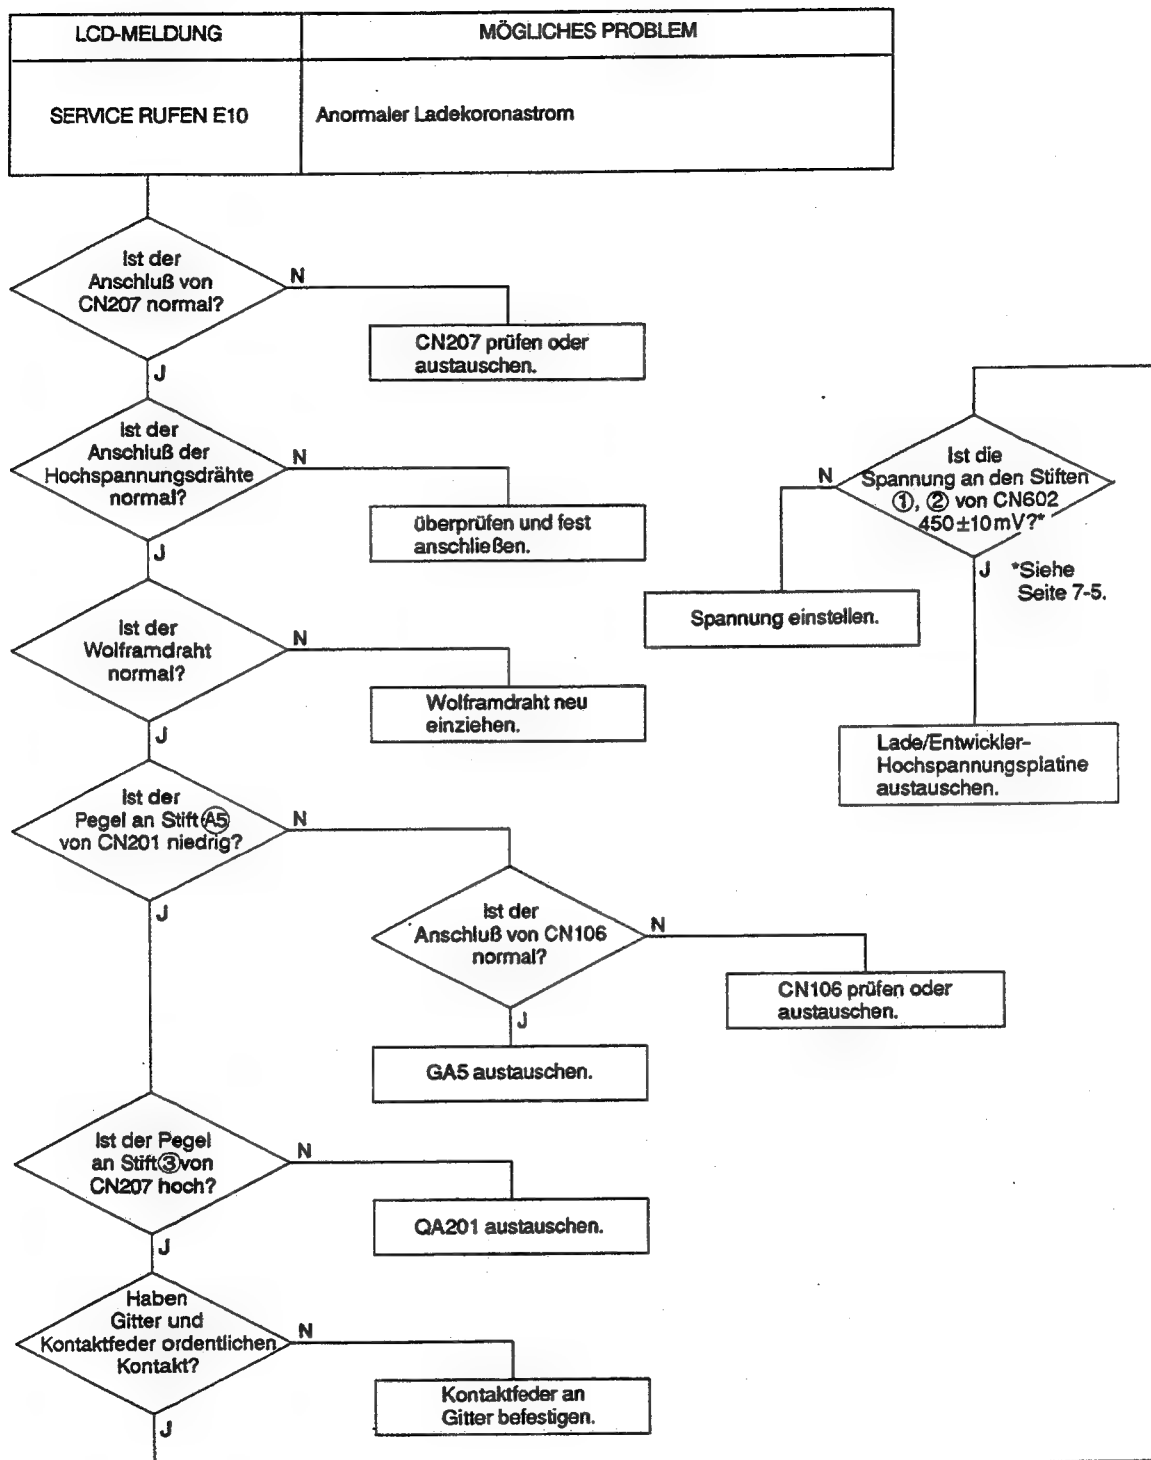 LCD-MELDUNG
MÖGLICHES PROBLEM
SERVICE RUFEN E10
Anormaler Ladekoronastrom
Ist der
Anschluß von
CN207 normal?
N
CN207 prüfen oder
austauschen.
J
Ist der
Anschluß der
Hochspannungsdrähte
normal?
N
überprüfen und fest
anschließen.
J
Ist der
Wolframdraht
normal?
N
Wolframdraht neu
einziehen.
J
Ist der
Pegel an Stift A5
von CN201 niedrig?
N
Ist der
Anschluß von CN106
normal?
N
CN106 prüfen oder
austauschen.
J
GA5 austauschen.
J
Ist der Pegel
an Stift ③ von
CN207 hoch?
N
QA201 austauschen.
J
Haben
Gitter und
Kontaktfeder ordentlichen
Kontakt?
N
Kontaktfeder an
Gitter befestigen.
J
Ist die
Spannung an den Stiften
①, ② von CN602
450±10mV?*
N
Spannung einstellen.
J
*Siehe
Seite 7-5.
Lade/Entwickler-
Hochspannungsplatine
austauschen.